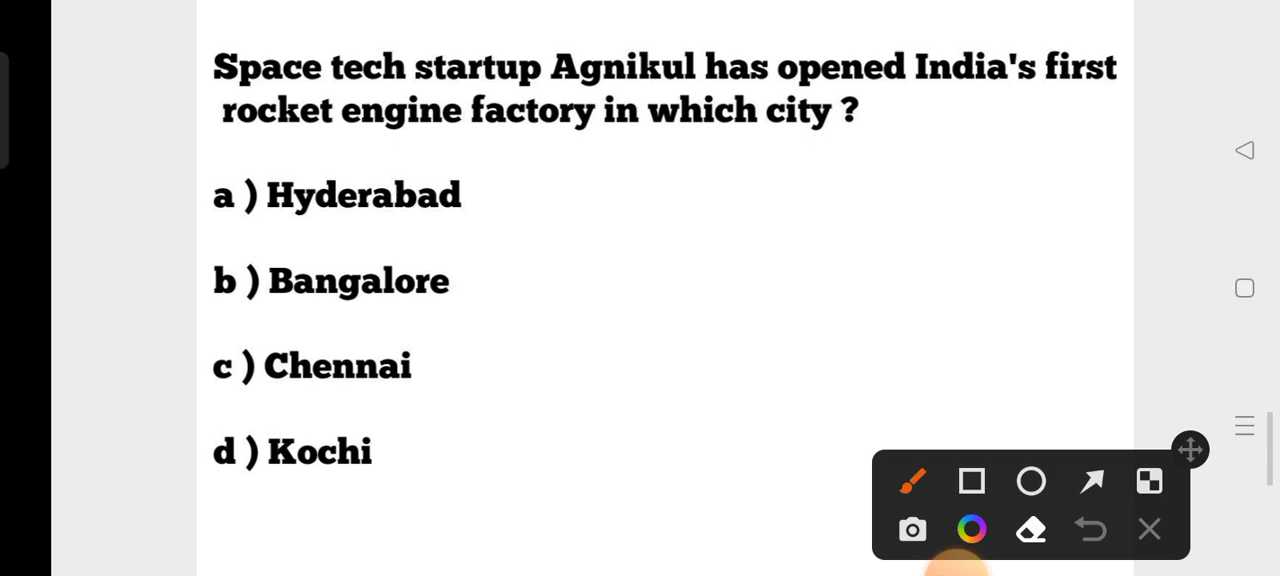 Space tech startup Agnikul has opened India's first
rocket engine factory in which city ?
a ) Hyderabad
b ) Bangalore
c ) Chennai
d ) Kochi